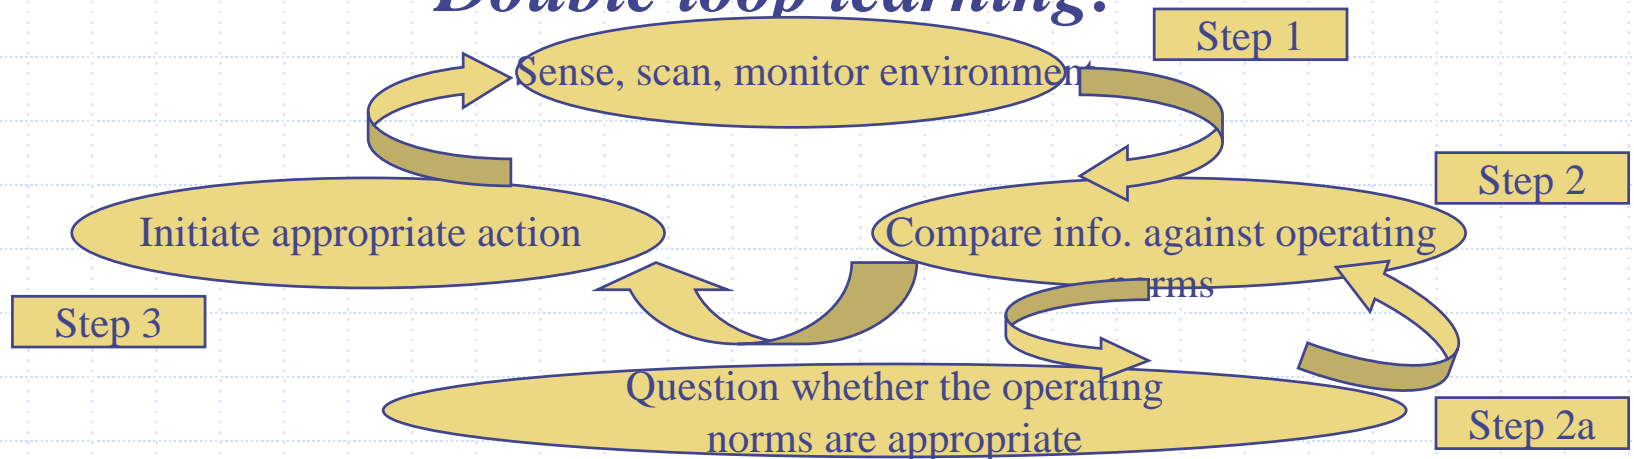 Double loop learning:
Step 1
Sense, scan, monitor environment
Step 2
Initiate appropriate action
Compare info. against operating
norms
Step 3
Question whether the operating
norms are appropriate
Step 2a